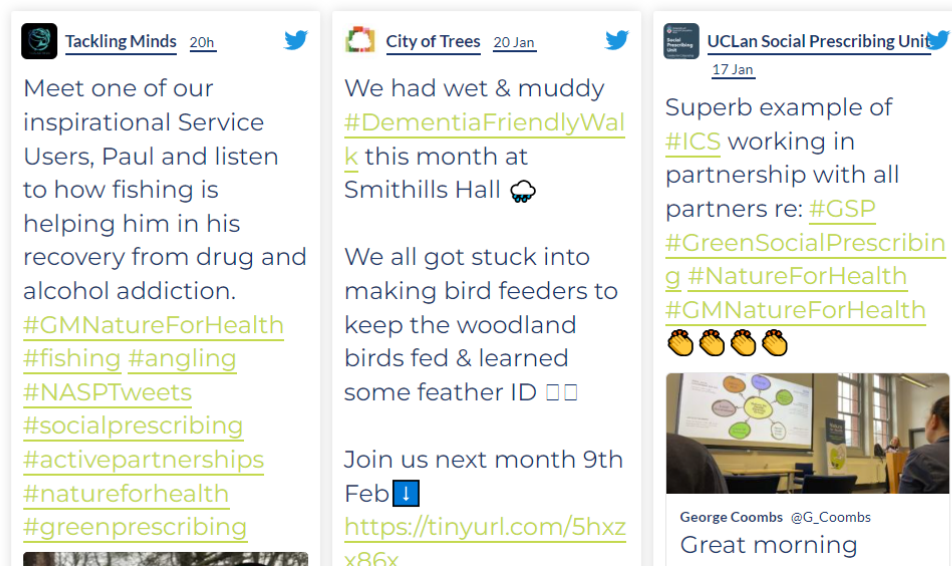 Tackling Minds 20h
Meet one of our
inspirational Service
Users, Paul and listen
to how fishing is
helping him in his
recovery from drug and
alcohol addiction.
#GMNatureForHealth
#fishing #angling
#NASPTweets
#socialprescribing
#activepartnerships
#natureforhealth
#greenprescribing
City of Trees 20 Jan
We had wet & muddy
#DementiaFriendlyWal
k this month at
Smithills Hall 🌧
We all got stuck into
making bird feeders to
keep the woodland
birds fed & learned
some feather ID
Join us next month 9th
Feb⬇
https://tinyurl.com/5hxz
x86x
UCLan Social Prescribing Unit
17 Jan
Superb example of
#ICS working in
partnership with all
partners re: #GSP
#GreenSocialPrescribin
g #NatureForHealth
#GMNatureForHealth
👏👏👏👏
George Coombs @G_Coombs
Great morning